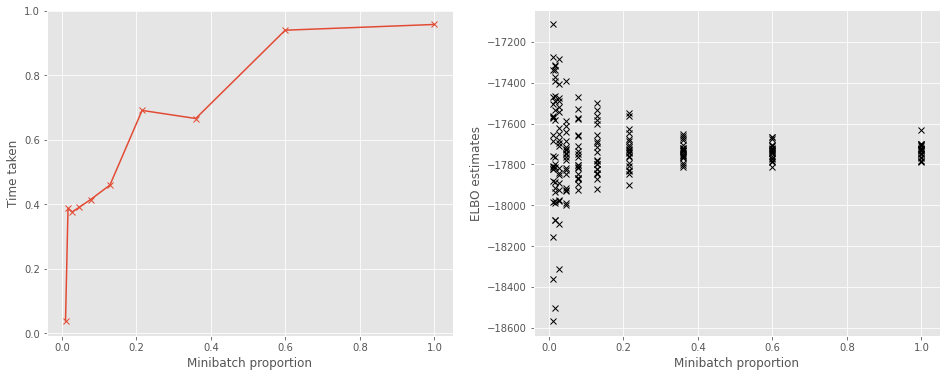 1.0
0.8
0.6
0.4
0.2
0.0
Time taken
0.0 0.2 0.4 0.6 0.8 1.0
Minibatch proportion
−17200
−17400
−17600
−17800
−18000
−18200
−18400
−18600
ELBO estimates
0.0 0.2 0.4 0.6 0.8 1.0
Minibatch proportion